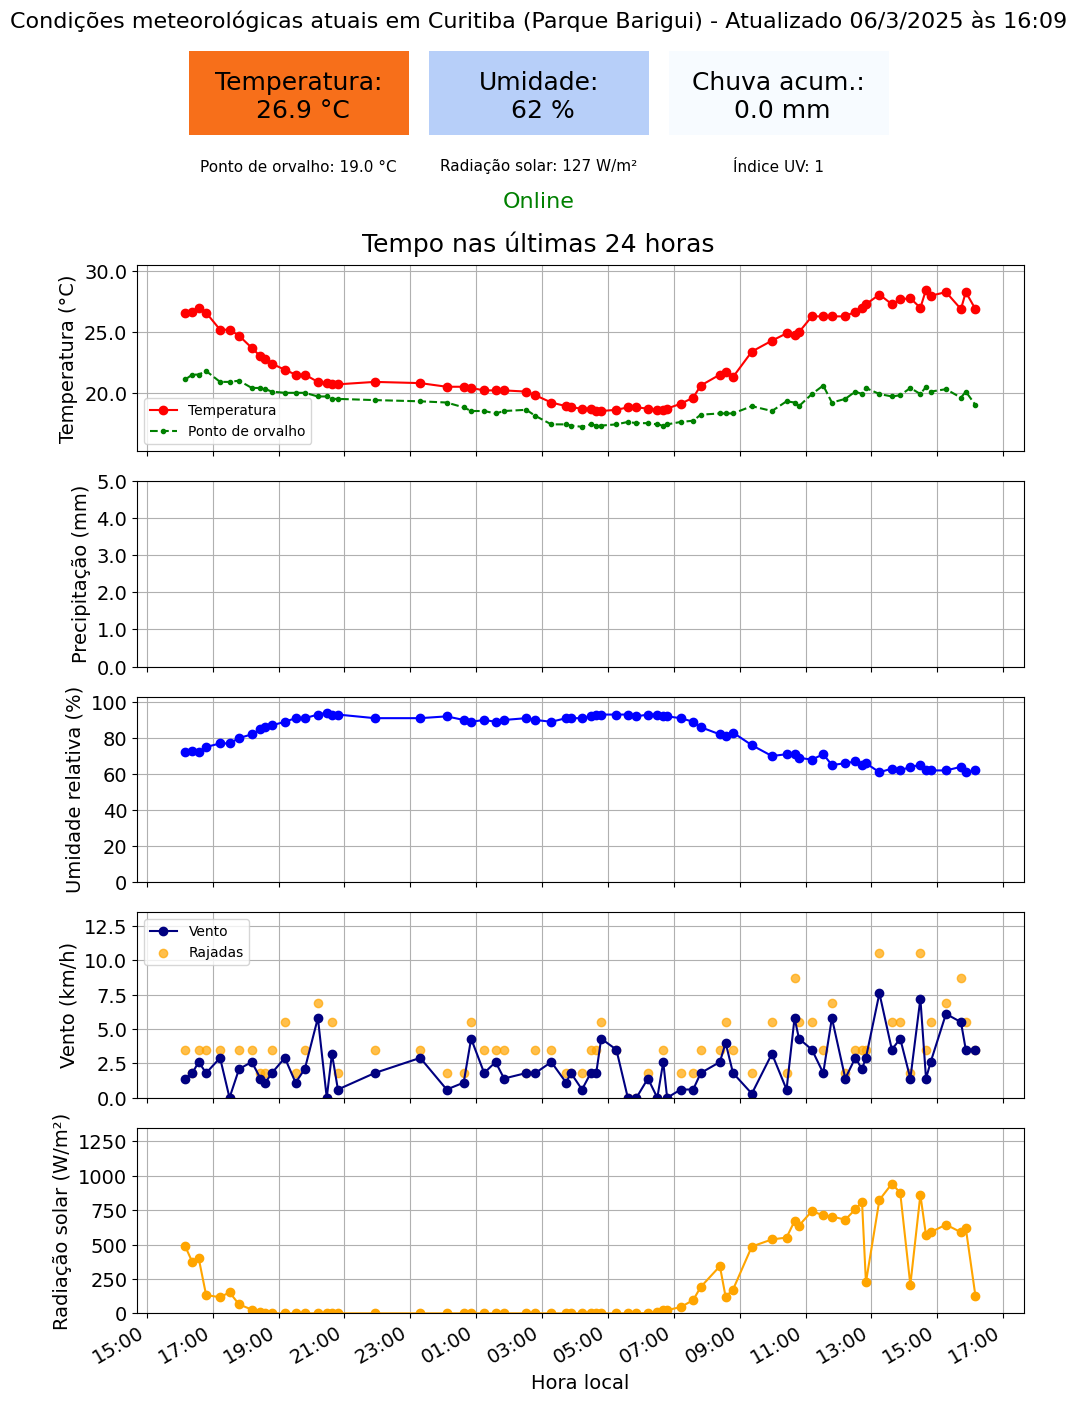 Condições meteorológicas atuais em Curitiba (Parque Barigui) - Atualizado 06/3/2025 às 16:09
Temperatura:
26.9 °C
Umidade:
62 %
Chuva acum.:
0.0 mm
Ponto de orvalho: 19.0 °C
Radiação solar: 127 W/m²
Índice UV: 1
Online
Tempo nas últimas 24 horas
Temperatura (°C)
30.0
25.0
20.0
Temperatura
Ponto de orvalho
Precipitação (mm)
5.0
4.0
3.0
2.0
1.0
0.0
Umidade relativa (%)
100
80
60
40
20
0
Vento (km/h)
12.5
10.0
7.5
5.0
2.5
0.0
Vento
Rajadas
Radiação solar (W/m²)
1250
1000
750
500
250
0
15:00
17:00
19:00
21:00
23:00
01:00
03:00
05:00
07:00
09:00
11:00
13:00
15:00
17:00
Hora local